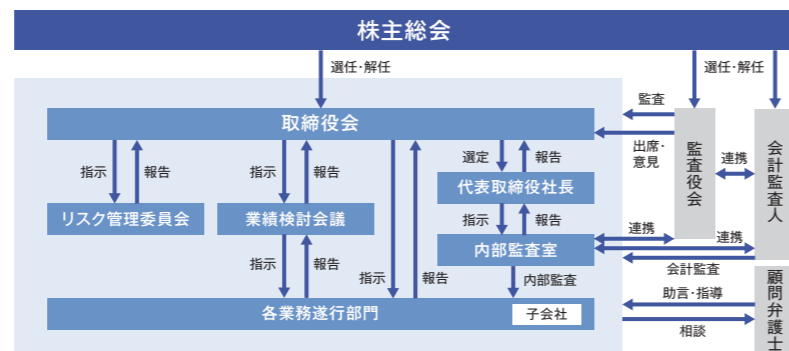 株主総会
選任・解任
選任・解任
監査
取締役会
出席・
意見
監査役会
連携
会計監査人
指示
報告
指示
報告
選定
報告
代表取締役社長
リスク管理委員会
業績検討会議
指示
報告
連携
連携
内部監査室
指示
報告
指示
報告
内部監査
会計監査
各業務遂行部門
子会社
助言・指導
相談
顧問弁護士